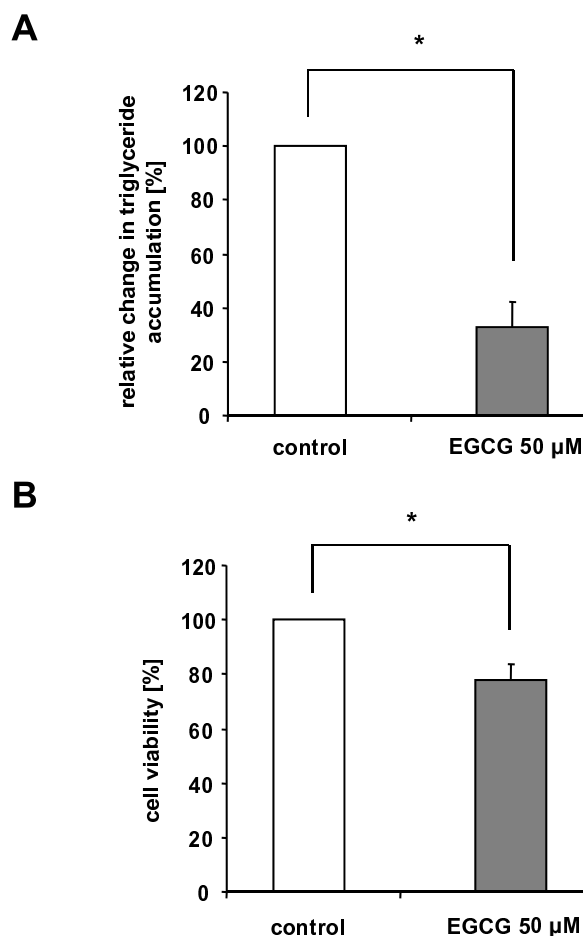 A
*
relative change in triglyceride
accumulation [%]
120
100
80
60
40
20
0
control EGCG 50 µM
B
*
cell viability [%]
120
100
80
60
40
20
0
control EGCG 50 µM